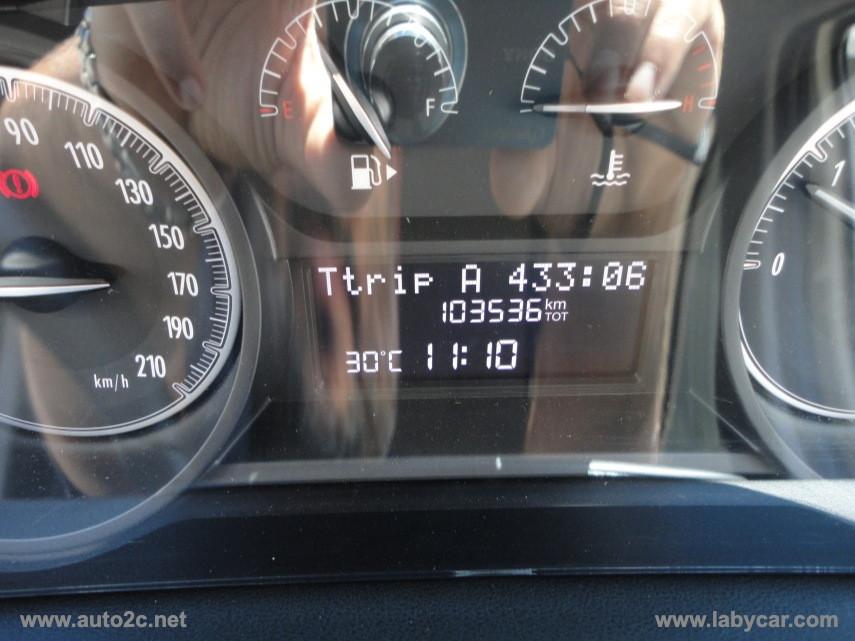 E F H
90 110 130 150 170 190 210
km/h
0 1
Ttrip A 433:06
103536 km TOT
30°C 11:10
www.auto2c.net
www.labycar.com